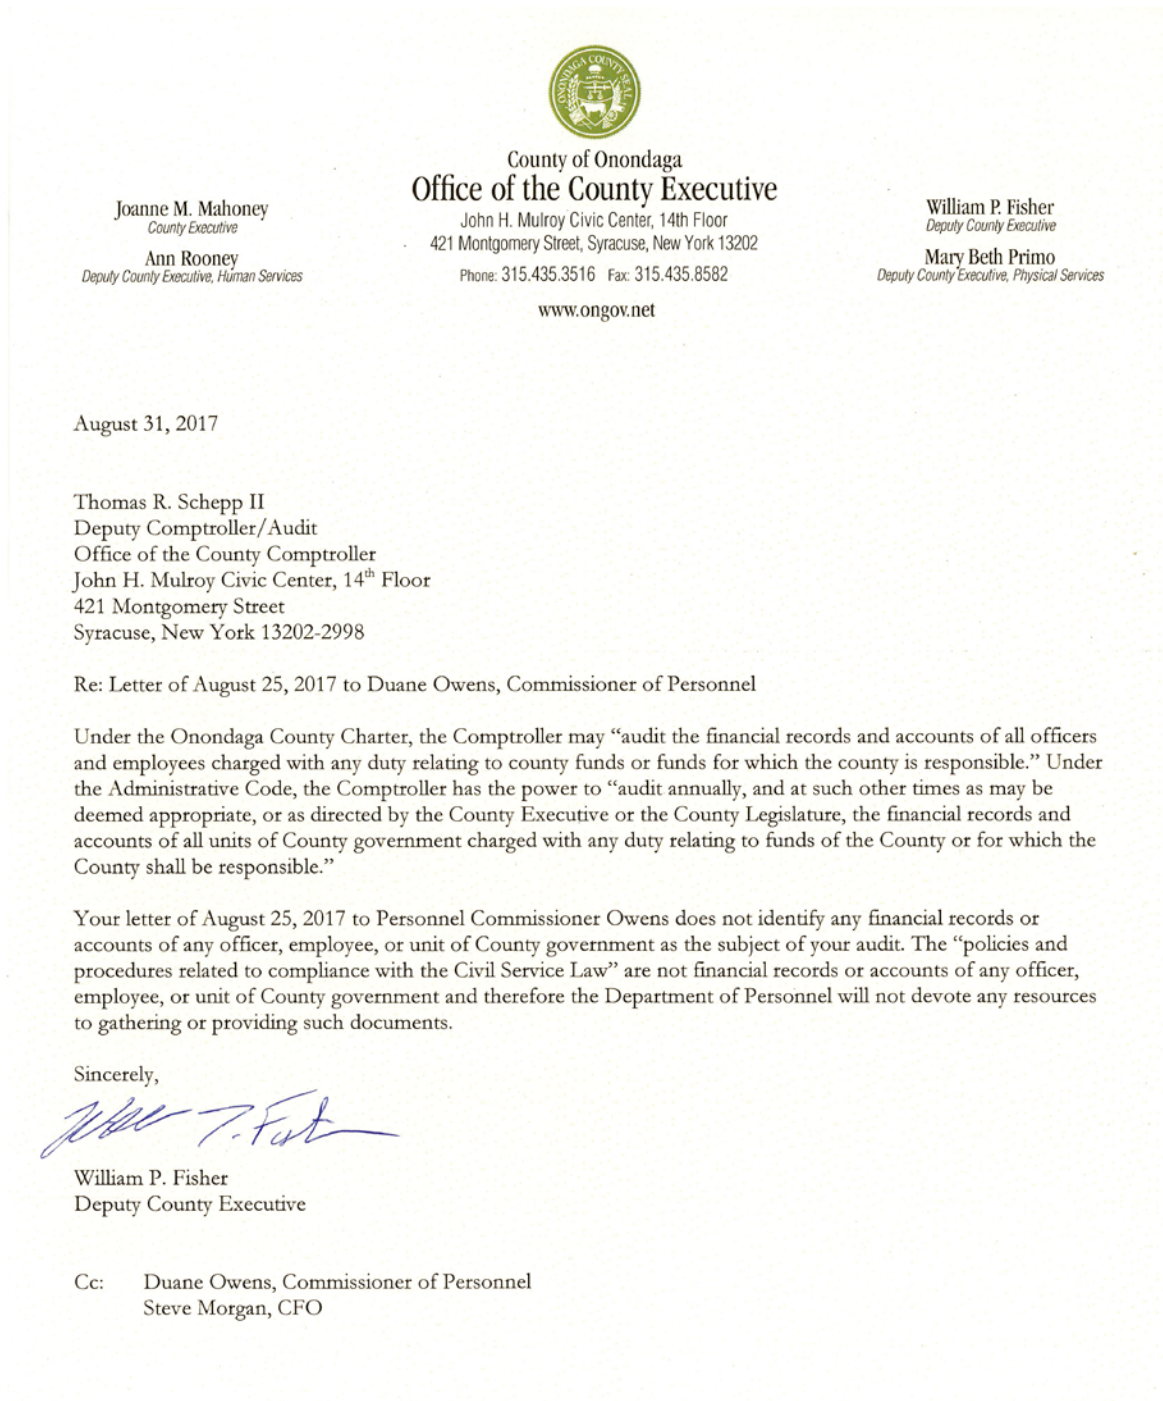 ONONDAGA COUNTY SEAL
County of Onondaga
Office of the County Executive
John H. Mulroy Civic Center, 14th Floor
421 Montgomery Street, Syracuse, New York 13202
Phone: 315.435.3516 Fax: 315.435.8582
www.ongov.net
Joanne M. Mahoney
County Executive
Ann Rooney
Deputy County Executive, Human Services
William P. Fisher
Deputy County Executive
Mary Beth Primo
Deputy County Executive, Physical Services
August 31, 2017
Thomas R. Schepp II
Deputy Comptroller/Audit
Office of the County Comptroller
John H. Mulroy Civic Center, 14th Floor
421 Montgomery Street
Syracuse, New York 13202-2998
Re: Letter of August 25, 2017 to Duane Owens, Commissioner of Personnel
Under the Onondaga County Charter, the Comptroller may “audit the financial records and accounts of all officers
and employees charged with any duty relating to county funds or funds for which the county is responsible.” Under
the Administrative Code, the Comptroller has the power to “audit annually, and at such other times as may be
deemed appropriate, or as directed by the County Executive or the County Legislature, the financial records and
accounts of all units of County government charged with any duty relating to funds of the County or for which the
County shall be responsible.”
Your letter of August 25, 2017 to Personnel Commissioner Owens does not identify any financial records or
accounts of any officer, employee, or unit of County government as the subject of your audit. The “policies and
procedures related to compliance with the Civil Service Law” are not financial records or accounts of any officer,
employee, or unit of County government and therefore the Department of Personnel will not devote any resources
to gathering or providing such documents.
Sincerely,
William P. Fisher
Deputy County Executive
Cc: Duane Owens, Commissioner of Personnel
Steve Morgan, CFO